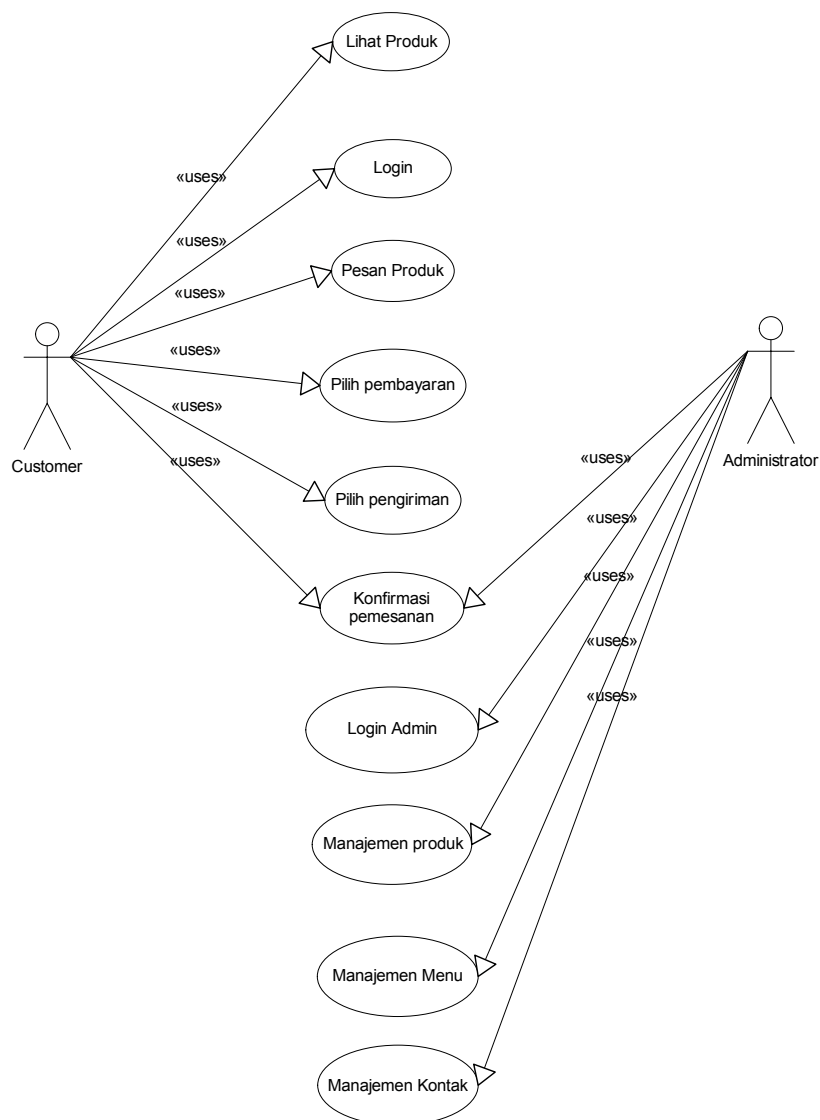 Lihat Produk
Login
Pesan Produk
Pilih pembayaran
Pilih pengiriman
Konfirmasi
pemesanan
Login Admin
Manajemen produk
Manajemen Menu
Manajemen Kontak
Customer
Administrator
«uses»
«uses»
«uses»
«uses»
«uses»
«uses»
«uses»
«uses»
«uses»
«uses»
«uses»